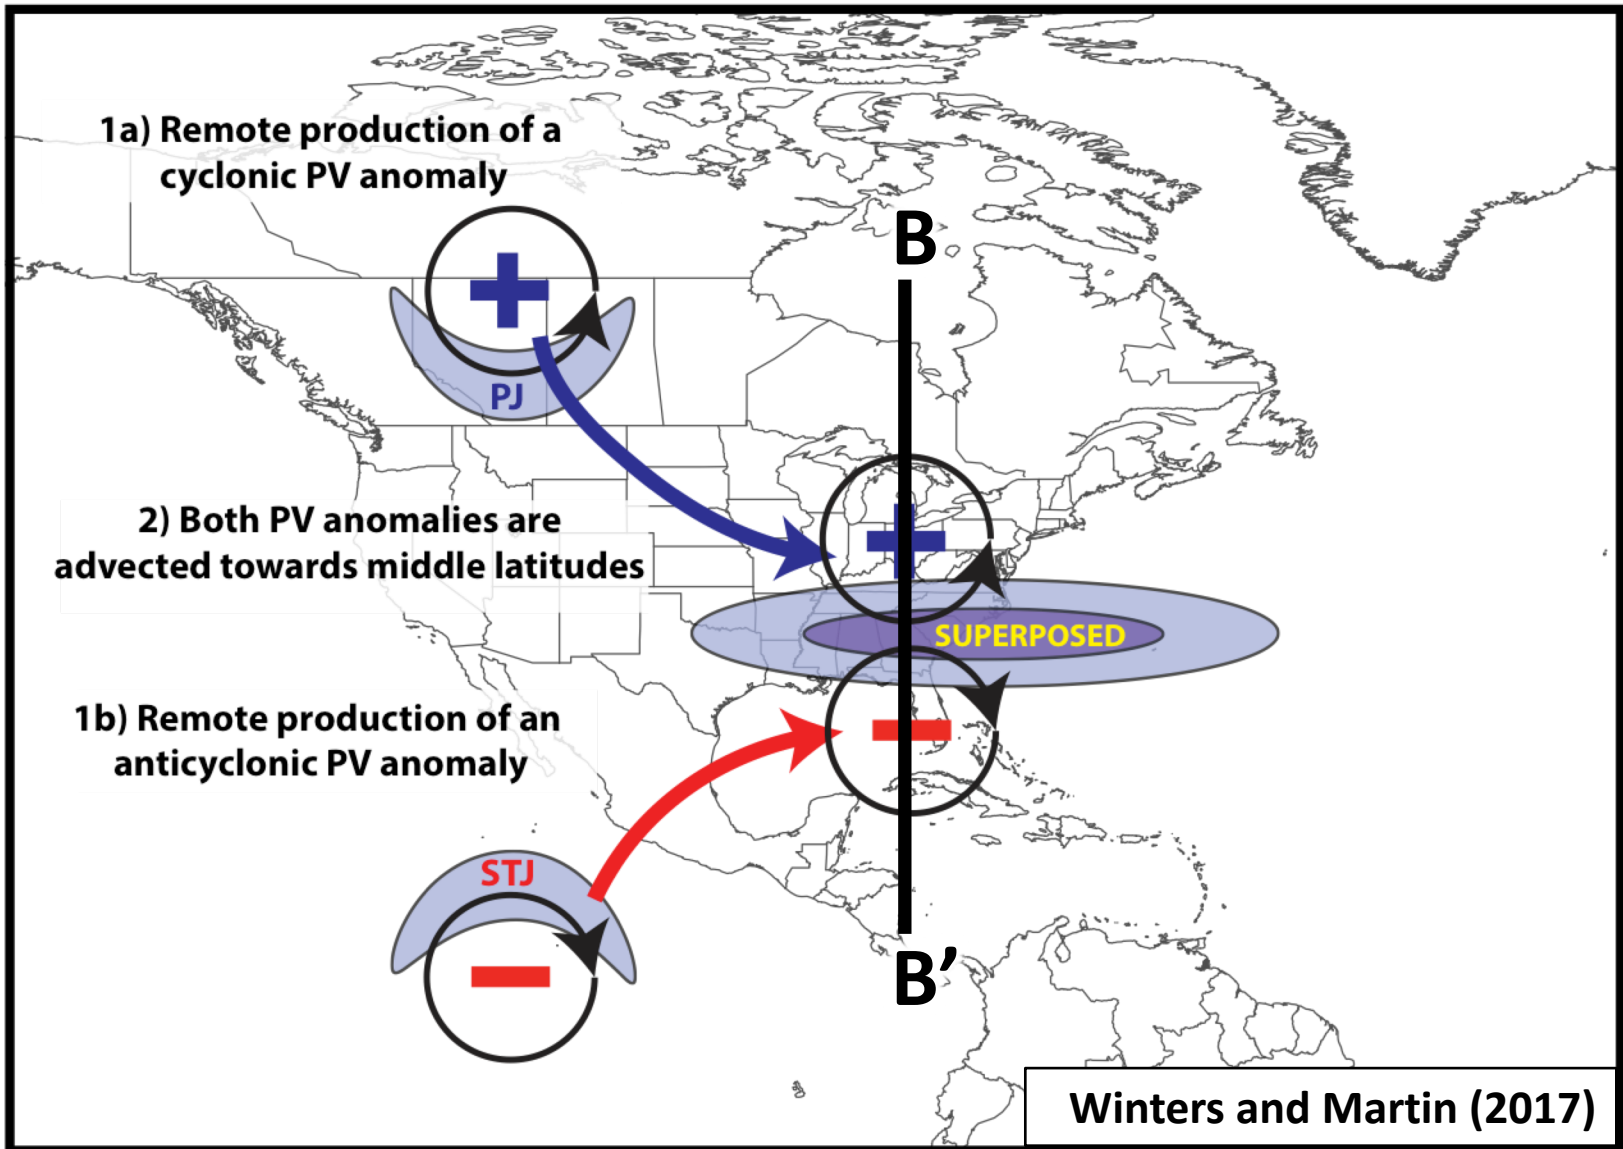 1a) Remote production of a
cyclonic PV anomaly
B
PJ
2) Both PV anomalies are
advected towards middle latitudes
SUPERPOSED
1b) Remote production of an
anticyclonic PV anomaly
STJ
B’
Winters and Martin (2017)